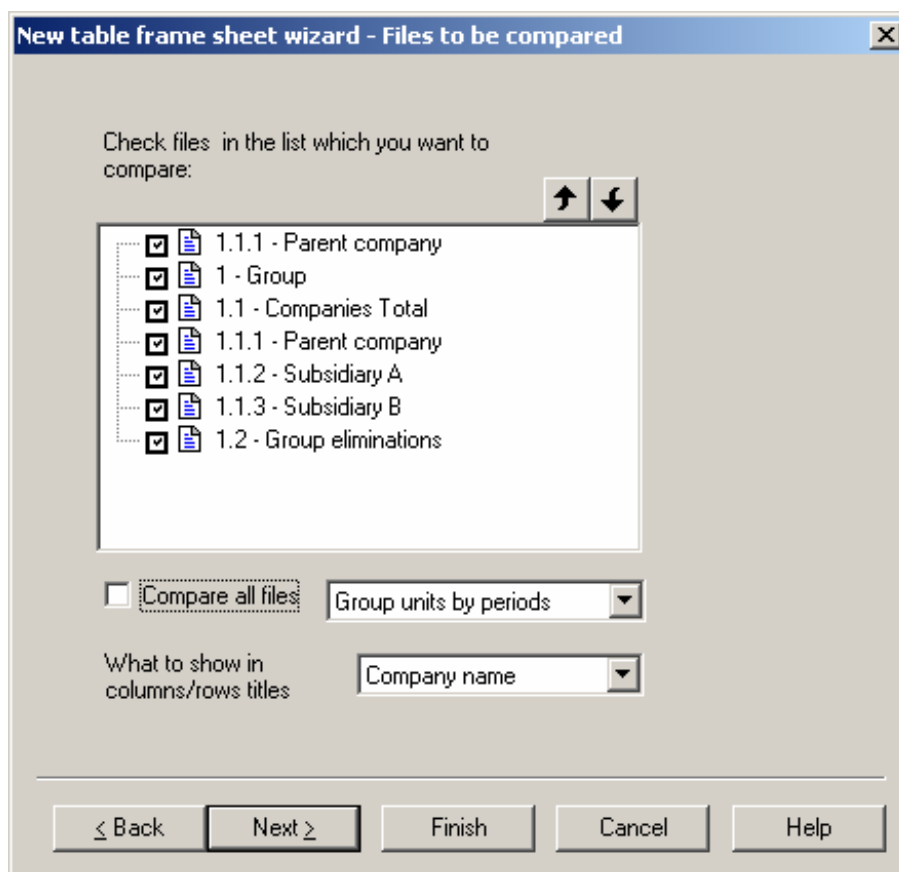 New table frame sheet wizard - Files to be compared
Check files  in the list which you want to
compare:
1.1.1 - Parent company
1 - Group
1.1 - Companies Total
1.1.1 - Parent company
1.1.2 - Subsidiary A
1.1.3 - Subsidiary B
1.2 - Group eliminations
Compare all files
Group units by periods
What to show in
columns/rows titles
Company name
< Back
Next >
Finish
Cancel
Help